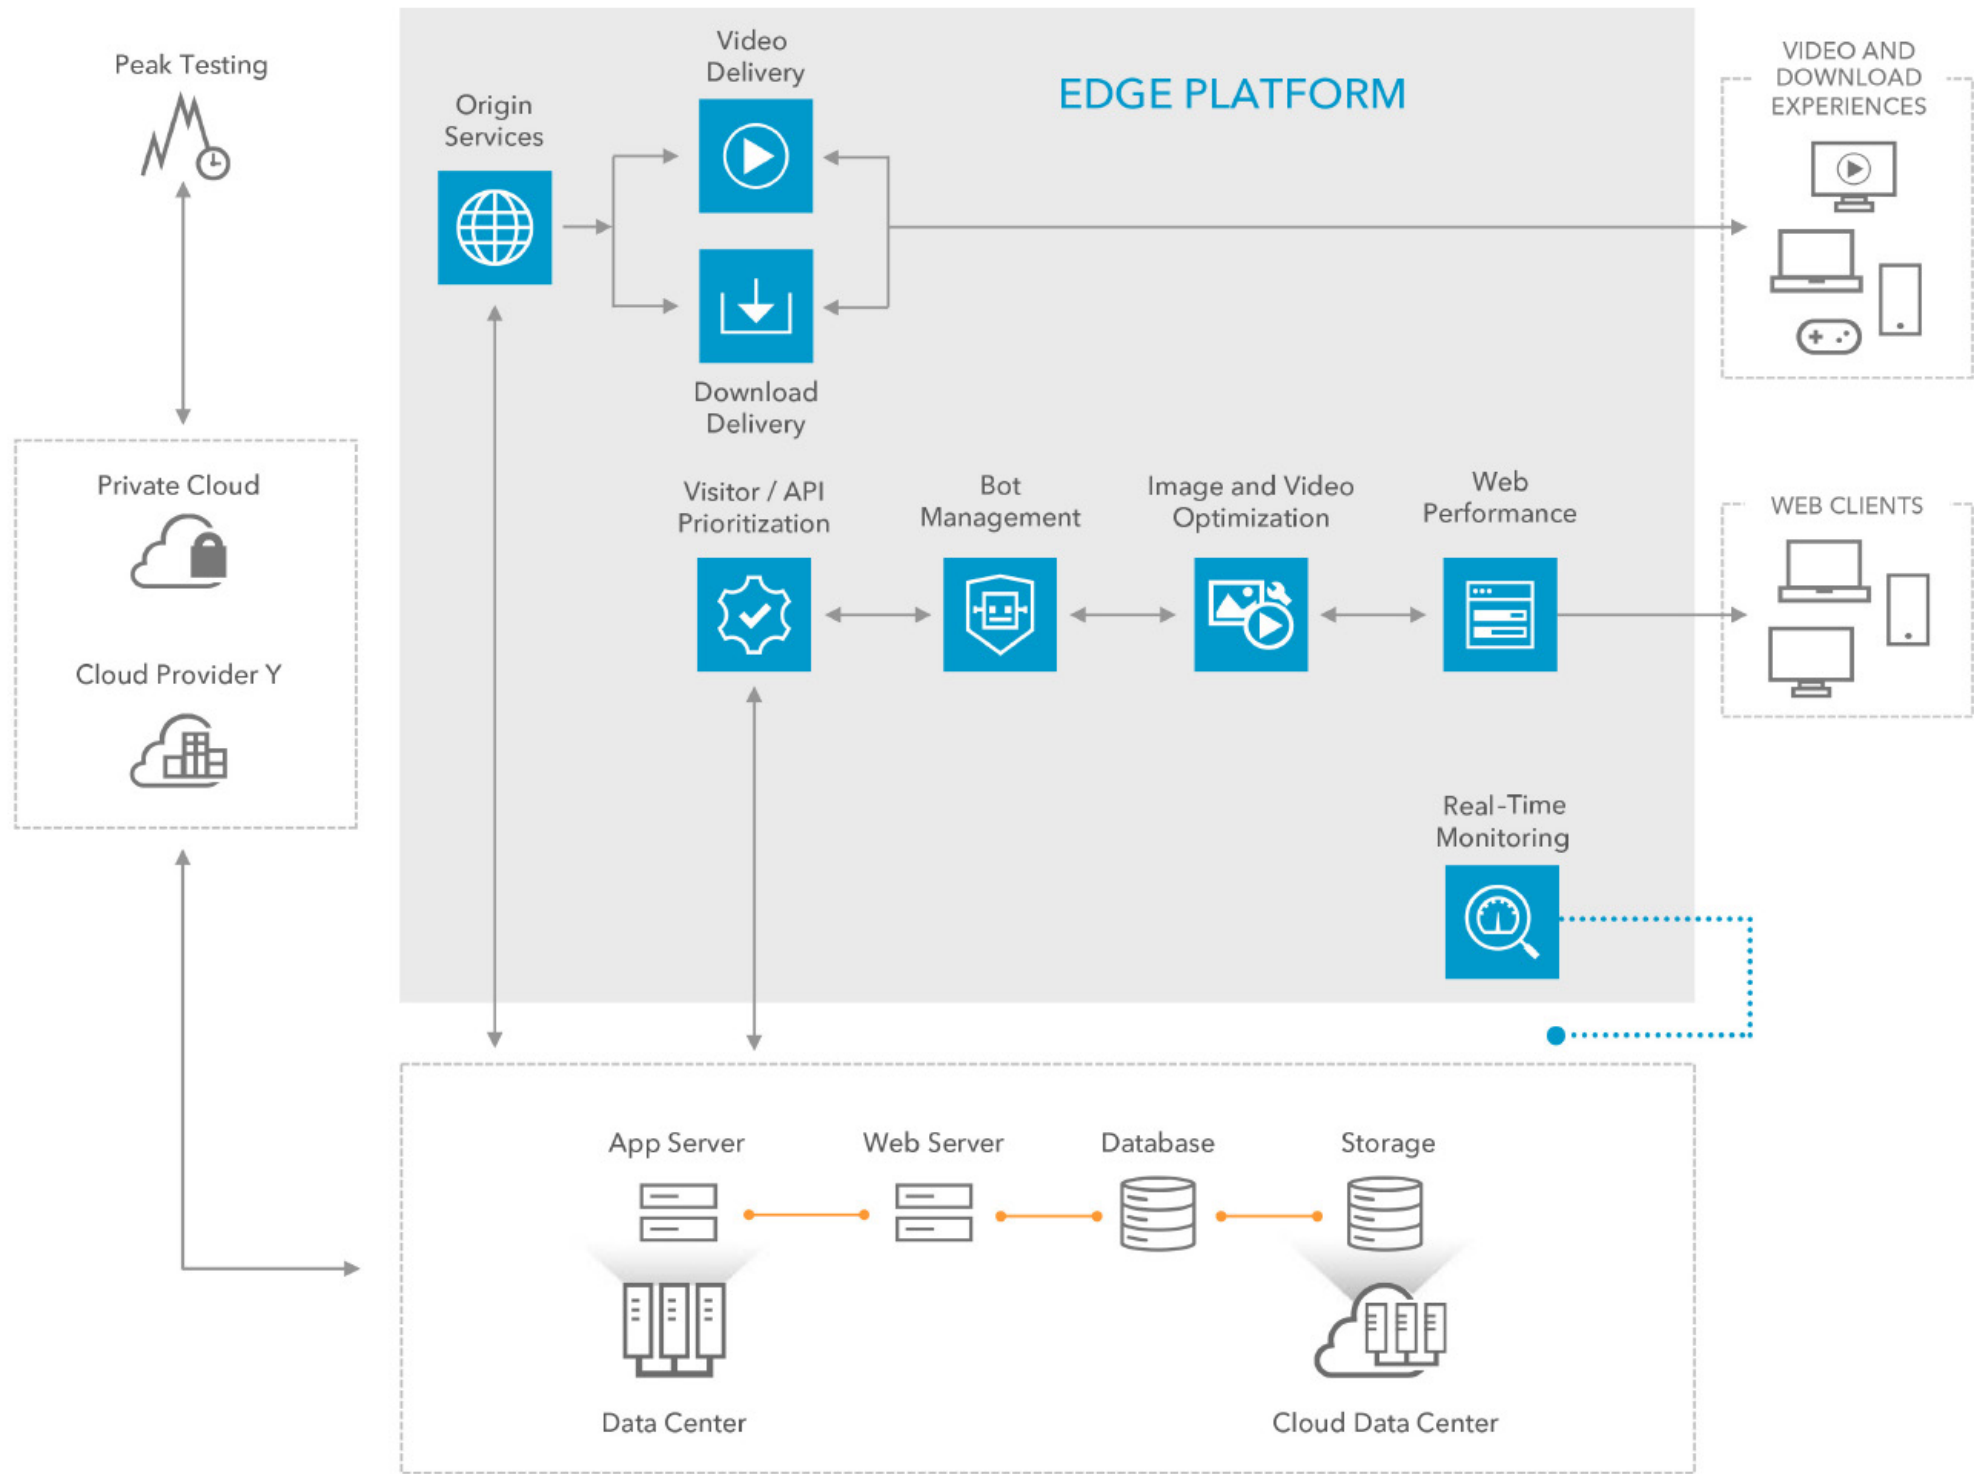 Peak Testing
Origin
Services
Video
Delivery
EDGE PLATFORM
VIDEO AND
DOWNLOAD
EXPERIENCES
Download
Delivery
Private Cloud
Cloud Provider Y
Visitor / API
Prioritization
Bot
Management
Image and Video
Optimization
Web
Performance
WEB CLIENTS
Real-Time
Monitoring
App Server
Web Server
Database
Storage
Data Center
Cloud Data Center